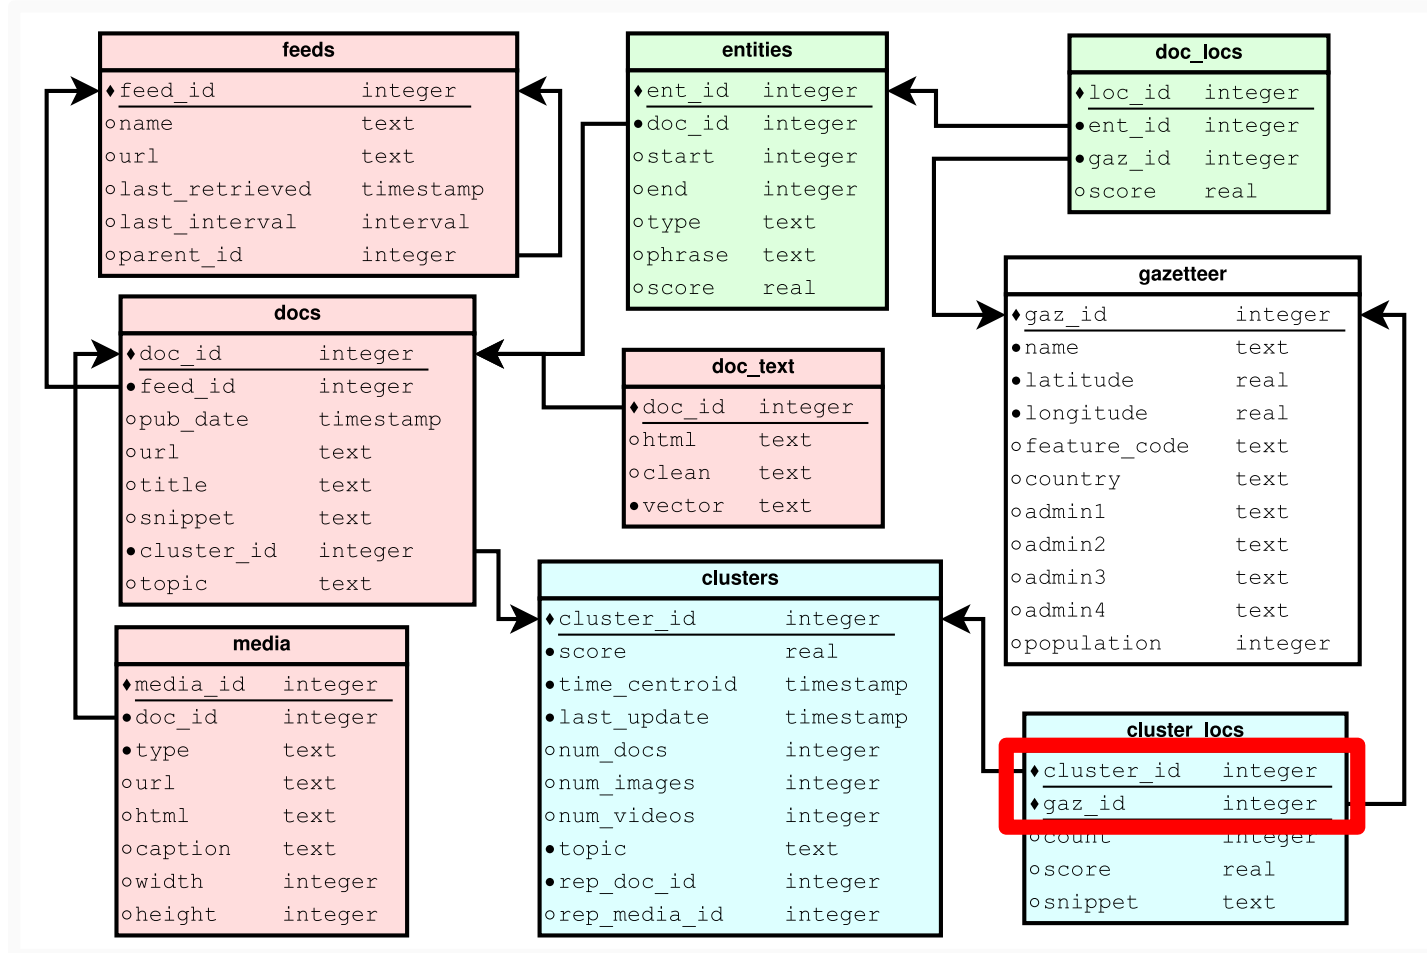 feeds
feed_id integer
name text
url text
last_retrieved timestamp
last_interval interval
parent_id integer
entities
ent_id integer
doc_id integer
start integer
end integer
type text
phrase text
score real
doc_locs
loc_id integer
ent_id integer
gaz_id integer
score real
docs
doc_id integer
feed_id integer
pub_date timestamp
url text
title text
snippet text
cluster_id integer
topic text
doc_text
doc_id integer
html text
clean text
vector text
gazetteer
gaz_id integer
name text
latitude real
longitude real
feature_code text
country text
admin1 text
admin2 text
admin3 text
admin4 text
population integer
media
media_id integer
doc_id integer
type text
url text
html text
caption text
width integer
height integer
clusters
cluster_id integer
score real
time_centroid timestamp
last_update timestamp
num_docs integer
num_images integer
num_videos integer
topic text
rep_doc_id integer
rep_media_id integer
cluster_locs
cluster_id integer
gaz_id integer
count integer
score real
snippet text